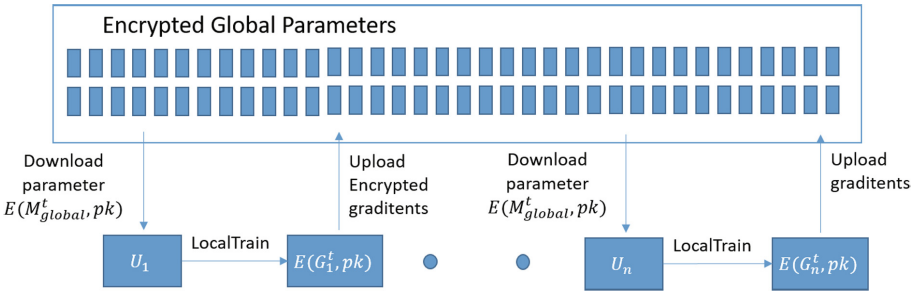 Encrypted Global Parameters
Download
parameter
E(M^t_global, pk)
Upload
Encrypted
graditents
Download
parameter
E(M^t_global, pk)
Upload
graditents
U_1
LocalTrain
E(G^t_1, pk)
U_n
LocalTrain
E(G^t_n, pk)